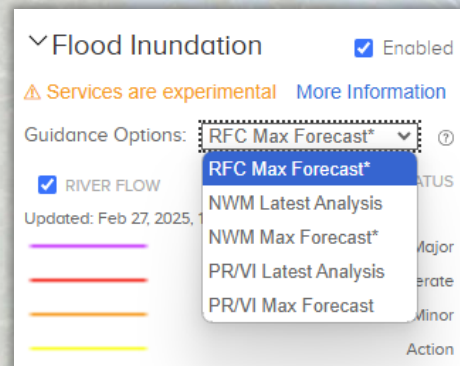 Flood Inundation
Enabled
Services are experimental More Information
Guidance Options: RFC Max Forecast*
RFC Max Forecast*
NWM Latest Analysis
NWM Max Forecast*
PR/VI Latest Analysis
PR/VI Max Forecast
RIVER FLOW
Updated: Feb 27, 2025,
Major
Minor
Action